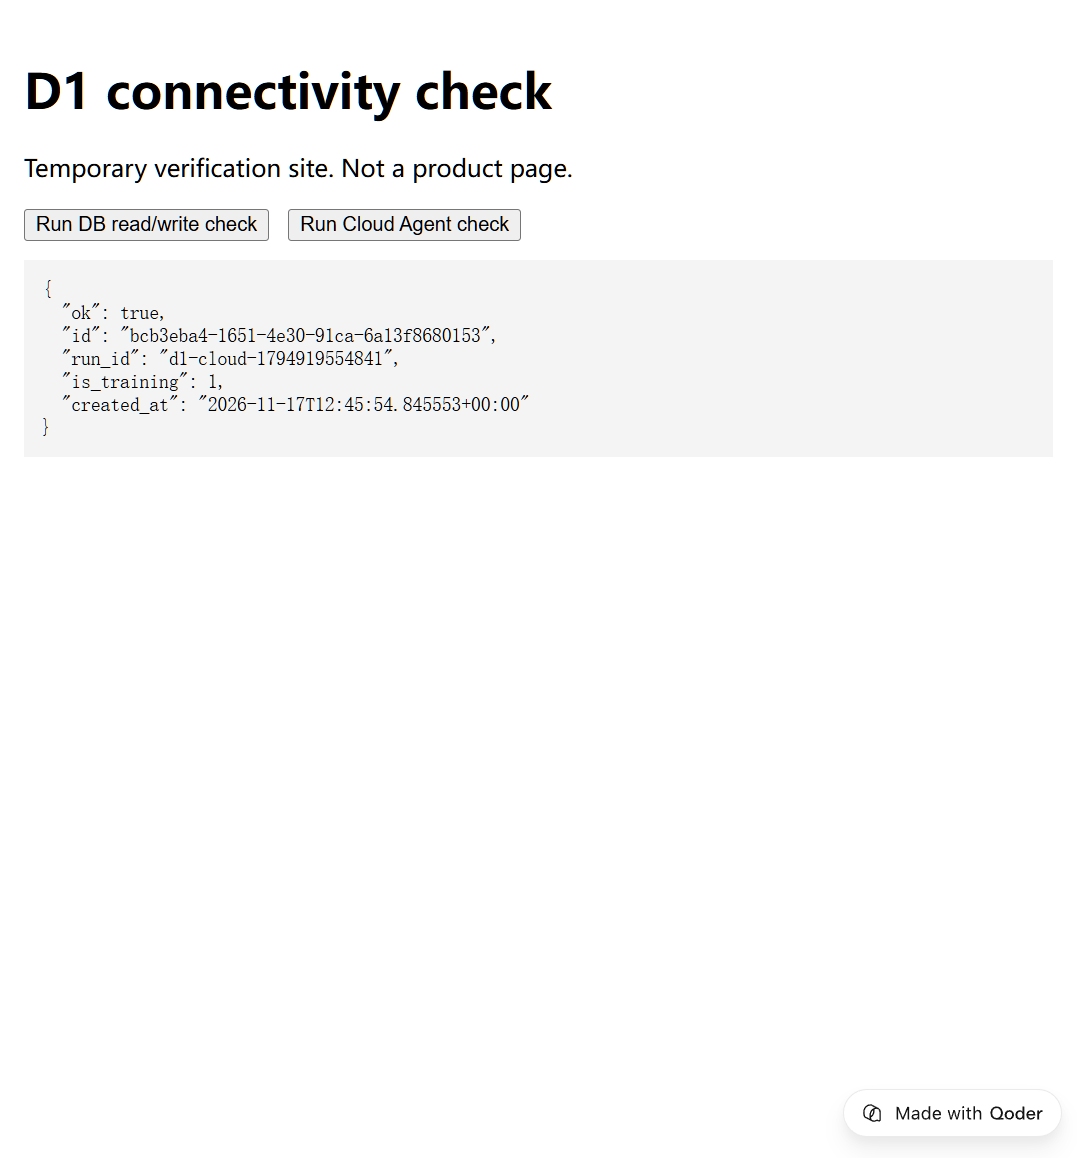 D1 connectivity check
Temporary verification site. Not a product page.
Run DB read/write check Run Cloud Agent check
{
"ok": true,
"id": "bcb3eba4-1651-4e30-91ca-6a13f8680153",
"run_id": "d1-cloud-1794919554841",
"is_training": 1,
"created_at": "2026-11-17T12:45:54.845553+00:00"
}
Made with Qoder